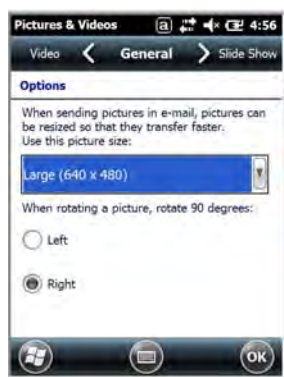 Pictures & Videos a 4:56
Video General Slide Show
Options
When sending pictures in e-mail, pictures can
be resized so that they transfer faster.
Use this picture size:
Large (640 x 480)
When rotating a picture, rotate 90 degrees:
Left
Right
OK